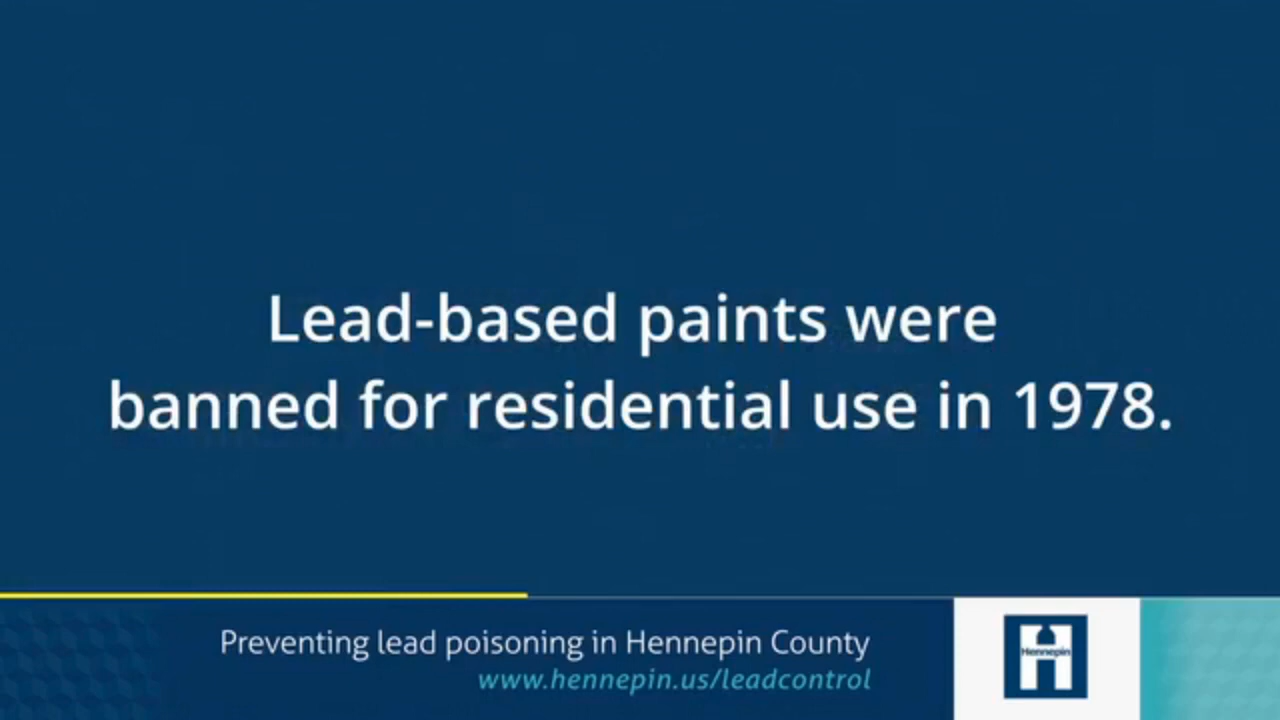 Lead-based paints were
banned for residential use in 1978.
Preventing lead poisoning in Hennepin County
www.hennepin.us/leadcontrol
Hennepin